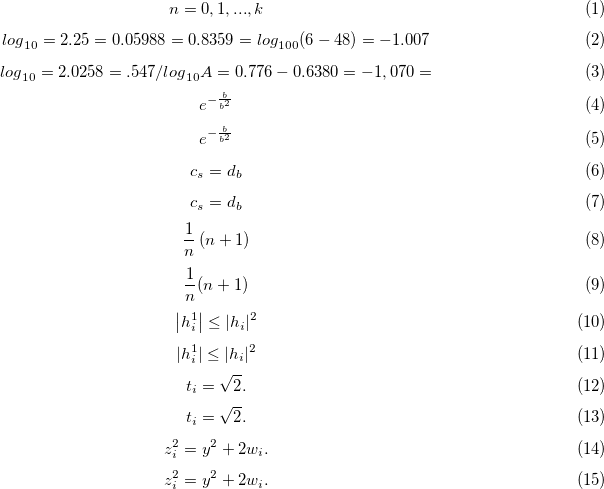 $n = 0, 1, ..., k$ (1)
$log_{10} = 2.25 = 0.05988 = 0.8359 = log_{100}(6 - 48) = -1.007$ (2)
$log_{10} = 2.0258 = .547/log_{10}A = 0.776 - 0.6380 = -1,070 =$ (3)
$e^{-\frac{b}{b^2}}$ (4)
$e^{-\frac{b}{b^2}}$ (5)
$c_s = d_b$ (6)
$c_s = d_b$ (7)
$\frac{1}{n}\left(n + 1\right)$ (8)
$\frac{1}{n}(n + 1)$ (9)
$\left|h_i^1\right| \leq |h_i|^2$ (10)
$|h_i^1| \leq |h_i|^2$ (11)
$t_i = \sqrt{2}.$ (12)
$t_i = \sqrt{2}.$ (13)
$z_i^2 = y^2 + 2w_i.$ (14)
$z_i^2 = y^2 + 2w_i.$ (15)